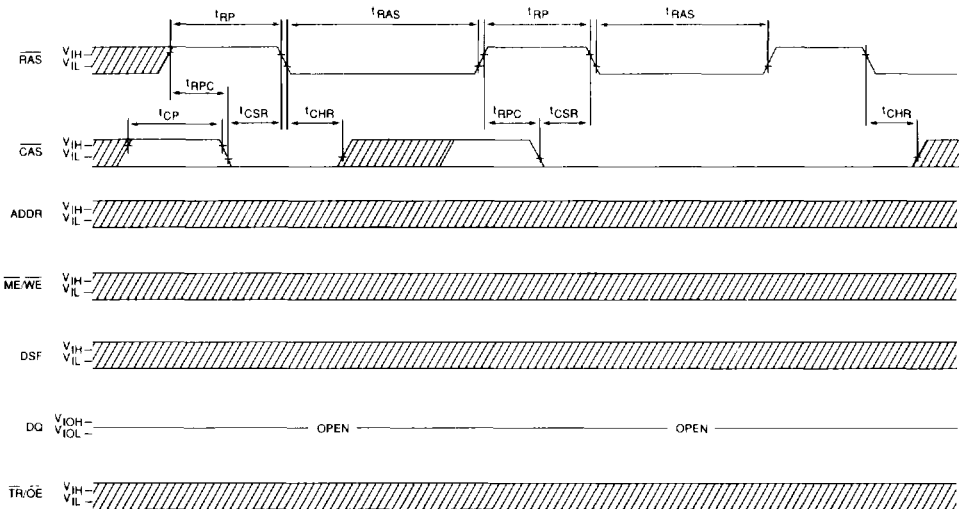 tRP tRAS tRP tRAS
RAS VIH VIL
tRPC
tCP tCSR tCHR tRPC tCSR tCHR
CAS VIH VIL
ADDR VIH VIL
ME/WE VIH VIL
DSF VIH VIL
DQ VIOH VIOL OPEN OPEN
TR/OE VIH VIL